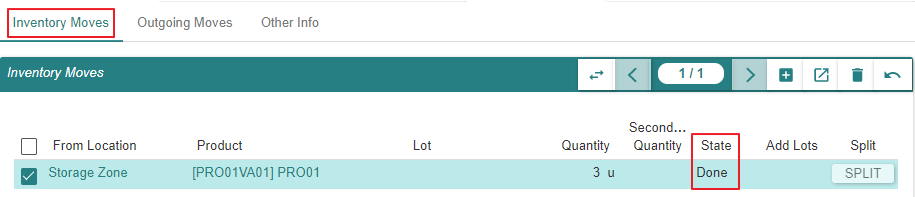 Inventory Moves Outgoing Moves Other Info
Inventory Moves 1 / 1
From Location Product Lot Quantity Second... Quantity State Add Lots Split
Storage Zone [PRO01VA01] PRO01 3 u Done SPLIT